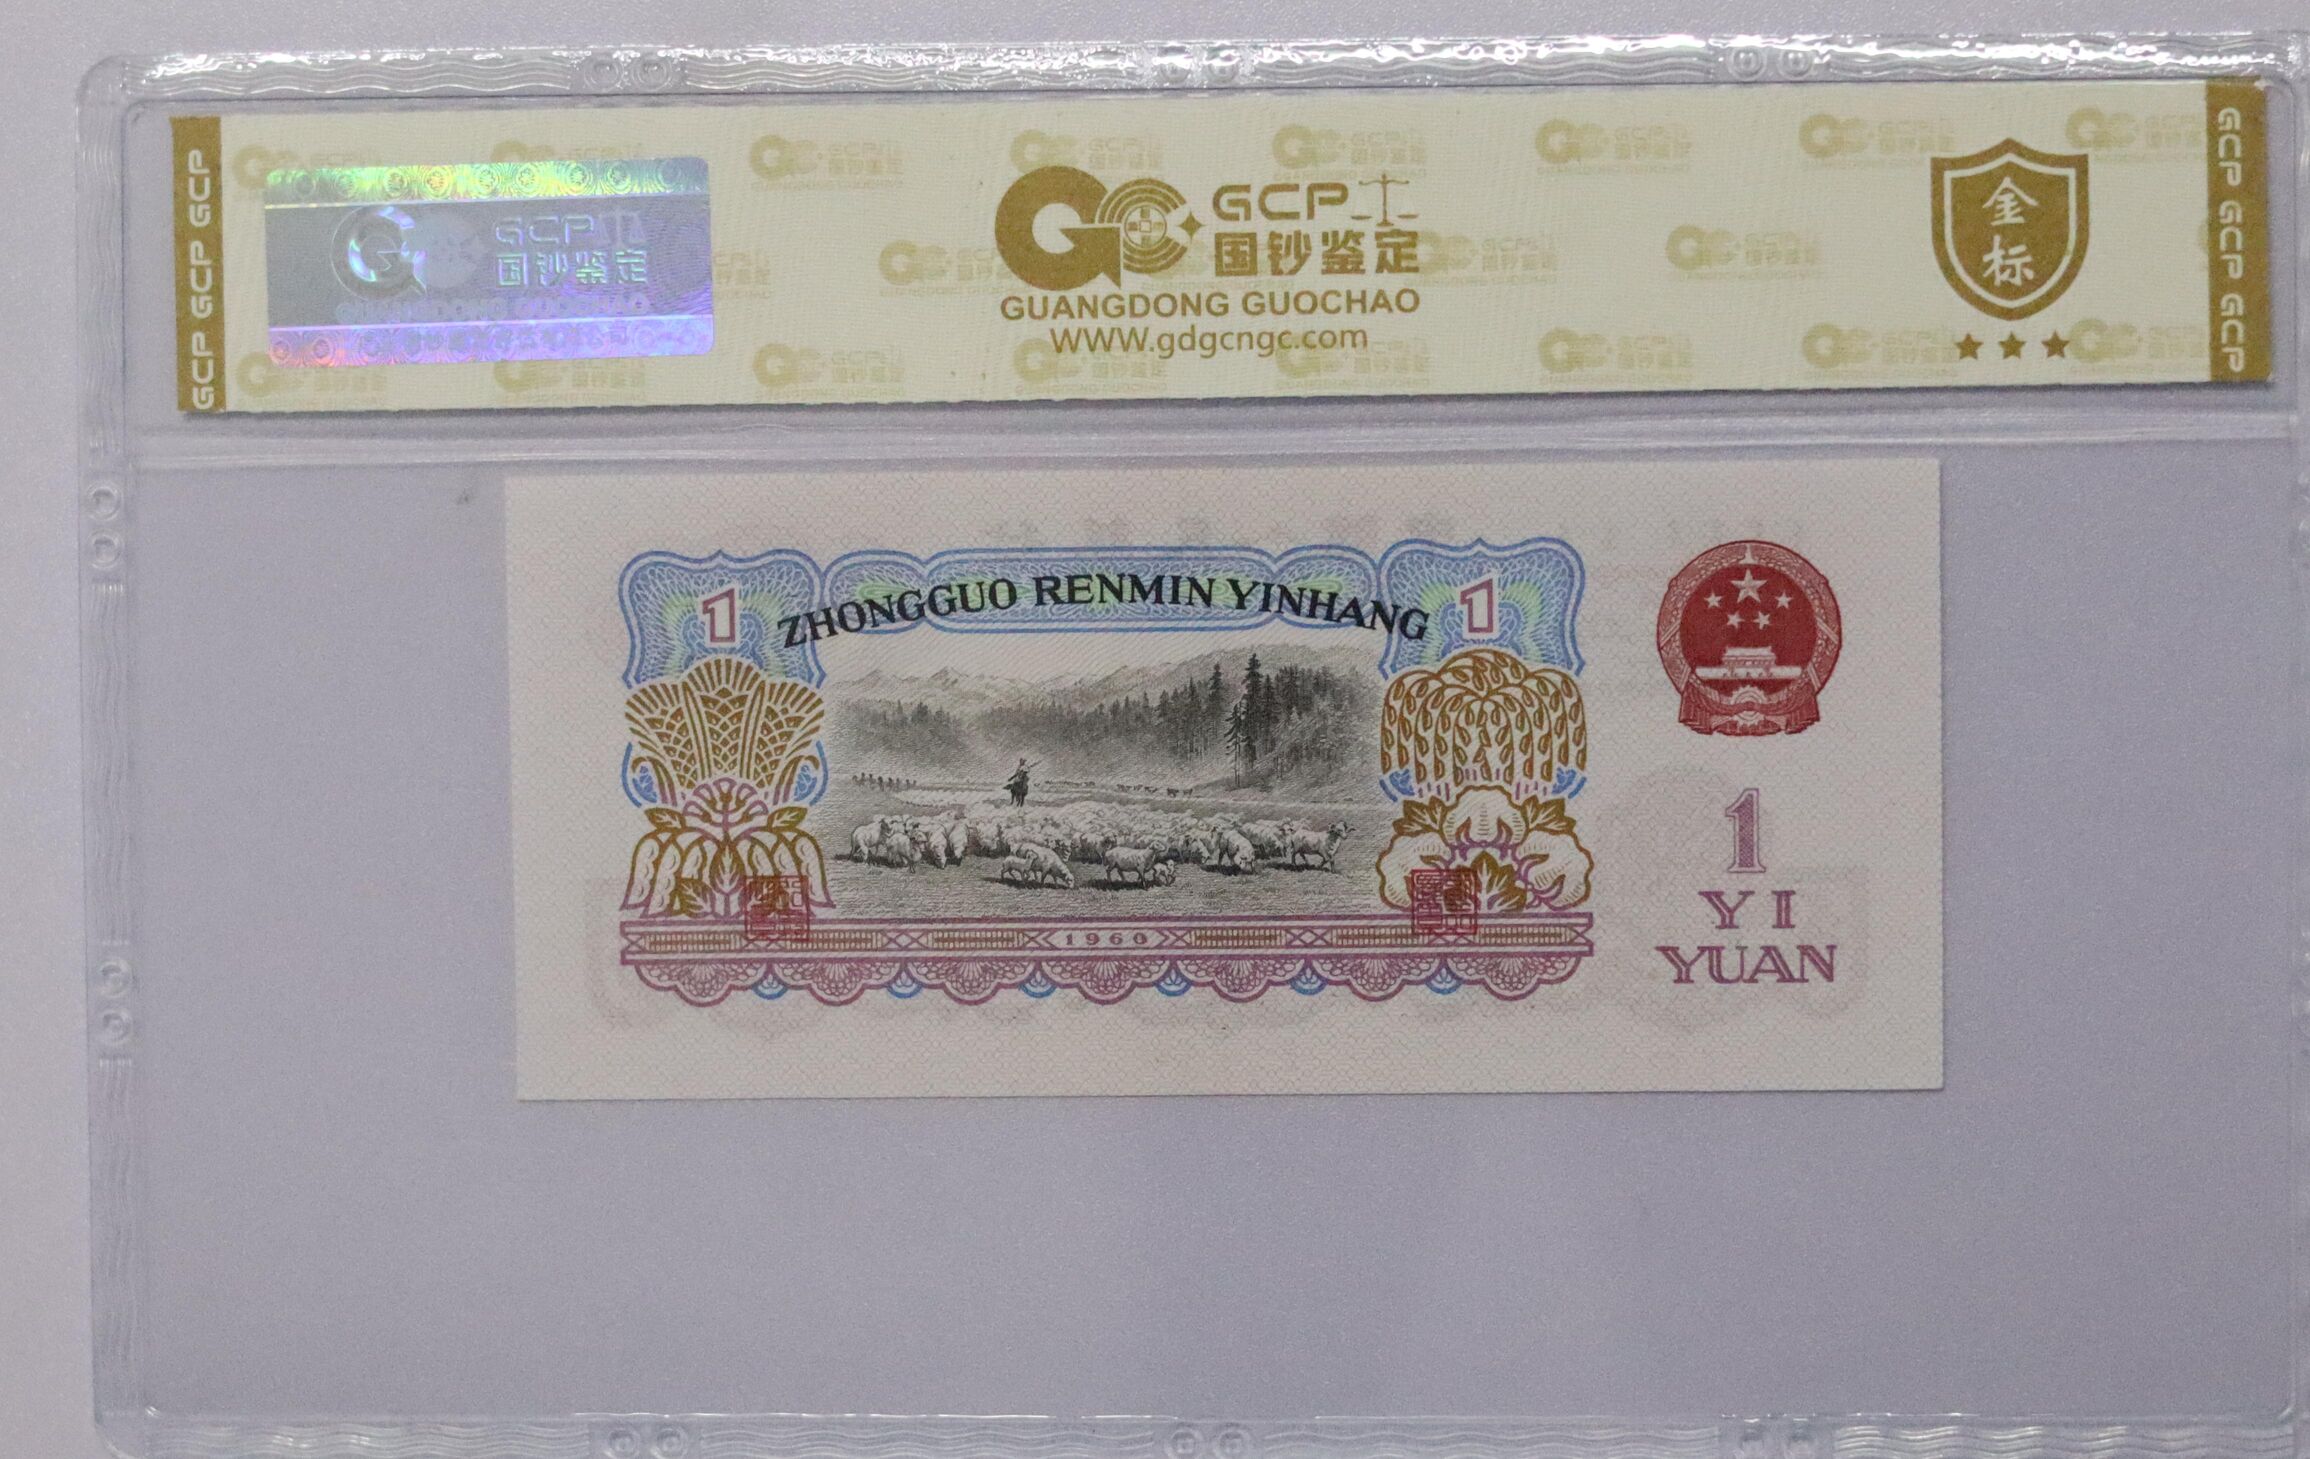 GCP GCP GCP
GCP
国钞鉴定
GUANGDONG GUOCHAO
GCP
国钞鉴定
GUANGDONG GUOCHAO
WWW.gdgcngc.com
金
标
★★★
GCP GCP GCP
1
ZHONGGUO RENMIN YINHANG
1
1960
1
YI
YUAN